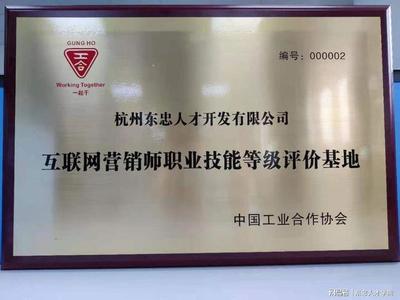 GUNG HO
工合
Working Together
一起干
编号：000002
杭州东忠人才开发有限公司
互联网营销师职业技能等级评价基地
中国工业合作协会